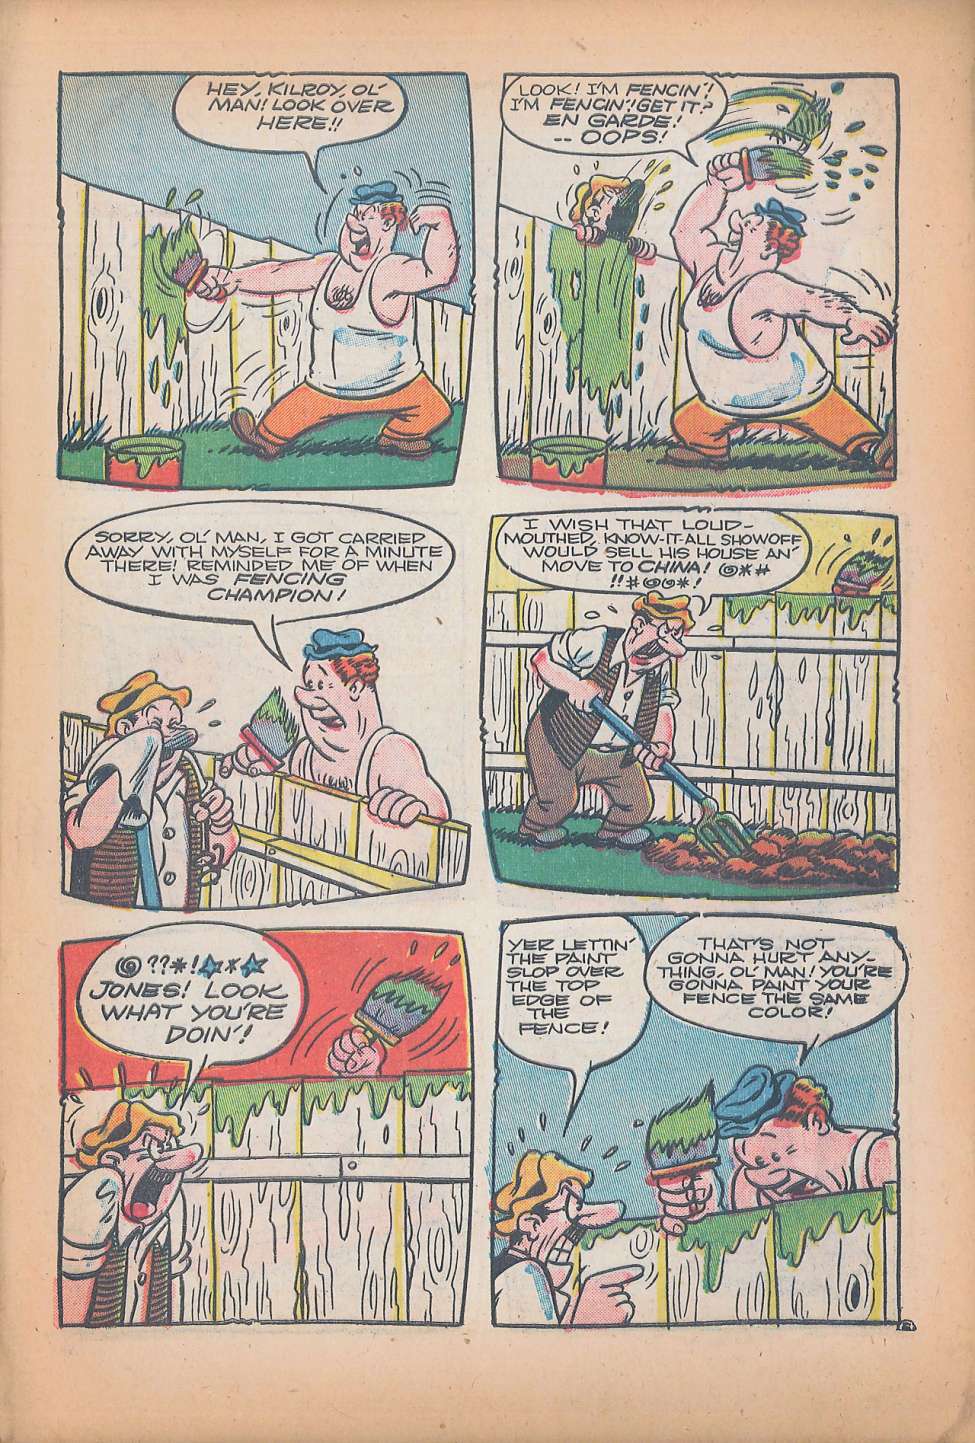 HEY, KILROY, OL'
MAN! LOOK OVER
HERE!!
LOOK! I'M FENCIN'!
I'M FENCIN'! GET IT?
EN GARDE!
-- OOPS!
SORRY, OL' MAN, I GOT CARRIED
AWAY WITH MYSELF FOR A MINUTE
THERE! REMINDED ME OF WHEN
I WAS FENCING
CHAMPION!
I WISH THAT LOUD-
MOUTHED, KNOW-IT-ALL SHOWOFF
WOULD SELL HIS HOUSE AN'
MOVE TO CHINA! @*#
!!#@@*!
@??*!☆*☆
JONES! LOOK
WHAT YOU'RE
DOIN'!
YER LETTIN'
THE PAINT
SLOP OVER
THE TOP
EDGE OF
THE
FENCE!
THAT'S NOT
GONNA HURT ANY-
THING, OL' MAN! YOU'RE
GONNA PAINT YOUR
FENCE THE SAME
COLOR!